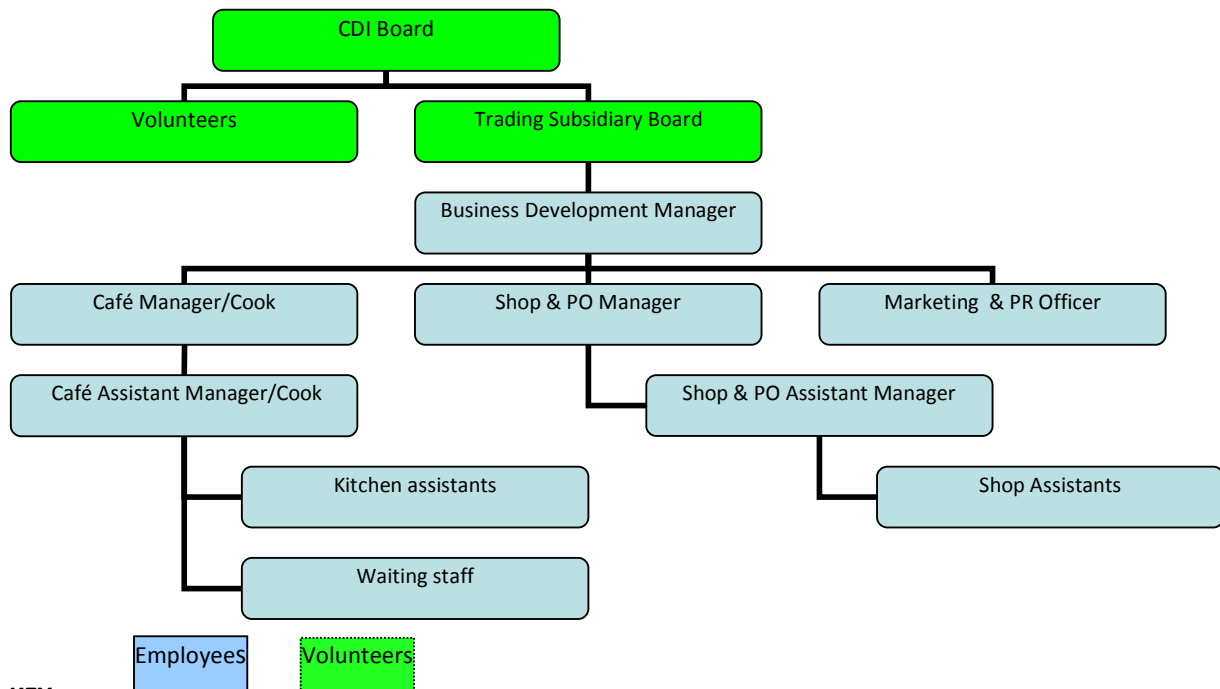 CDI Board
Volunteers
Trading Subsidiary Board
Business Development Manager
Café Manager/Cook
Shop & PO Manager
Marketing & PR Officer
Café Assistant Manager/Cook
Shop & PO Assistant Manager
Kitchen assistants
Shop Assistants
Waiting staff
Employees
Volunteers